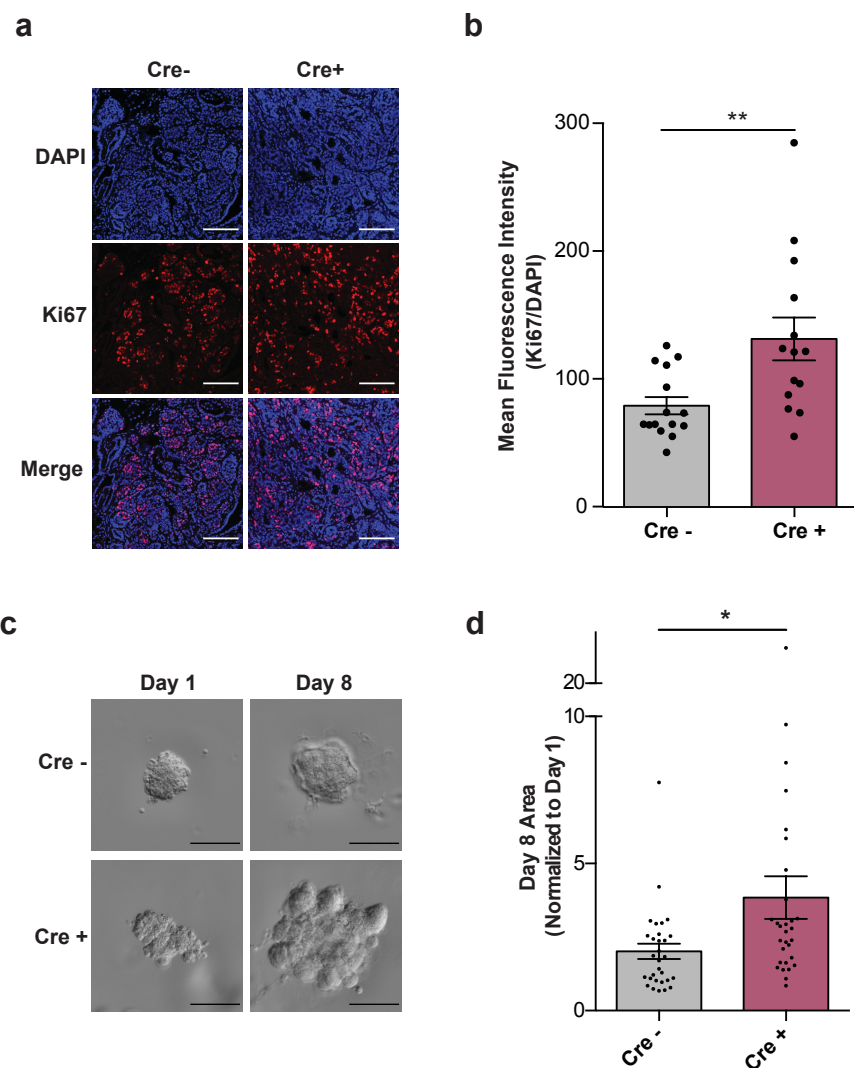 a
Cre-
Cre+
DAPI
Ki67
Merge
b
Mean Fluorescence Intensity
(Ki67/DAPI)
300
200
100
0
**
Cre -
Cre +
c
Day 1
Day 8
Cre -
Cre +
d
Day 8 Area
(Normalized to Day 1)
20
10
5
0
*
Cre -
Cre +